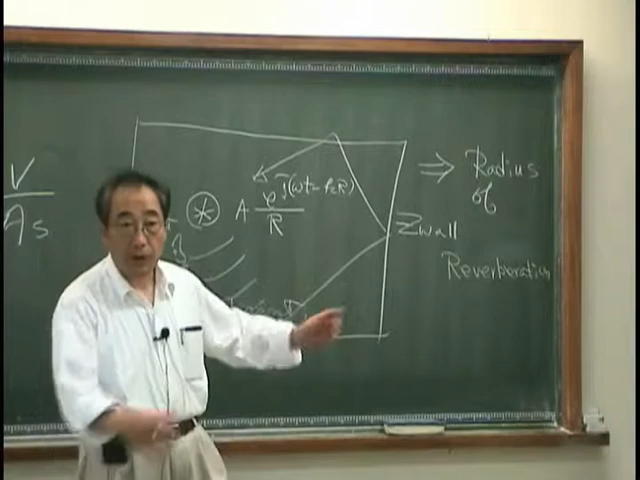 V
As
A e^j(ωt-kR)
R
Zwall
⇒ Radius
of
Reverberation